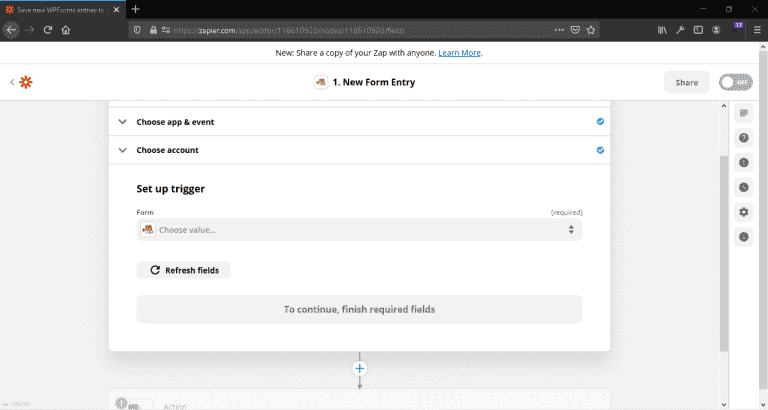 Save new WPForms entries to
17
https://zapier.com/app/editor/118610920/nodes/118610920/fields
New: Share a copy of your Zap with anyone. Learn More.
1. New Form Entry
Share
OFF
Choose app & event
Choose account
Set up trigger
Form
(required)
Choose value...
Refresh fields
To continue, finish required fields
Action